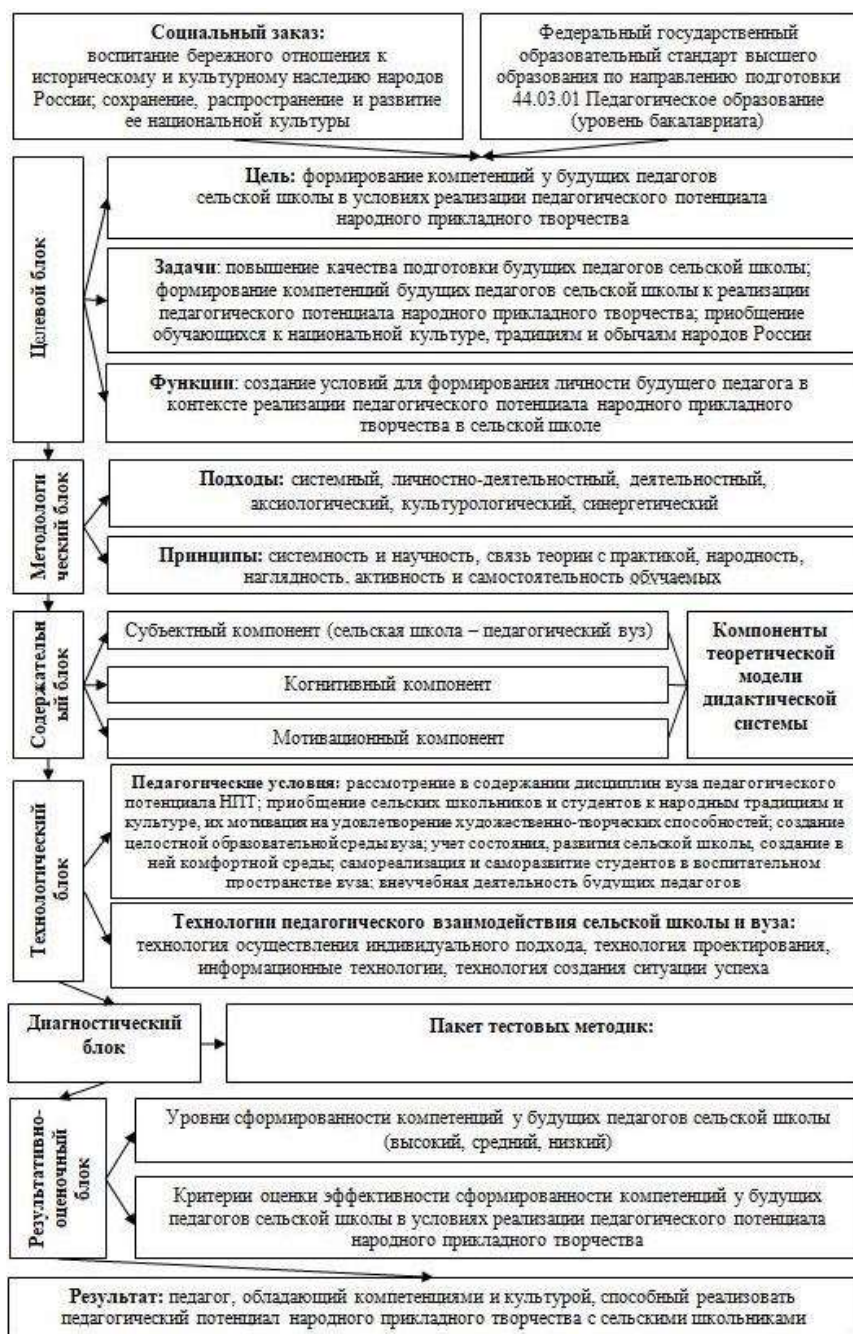 Социальный заказ:
воспитание бережного отношения к
историческому и культурному наследию народов
России; сохранение, распространение и развитие
ее национальной культуры
Федеральный государственный
образовательный стандарт высшего
образования по направлению подготовки
44.03.01 Педагогическое образование
(уровень бакалавриата)
Целевой блок
Цель: формирование компетенций у будущих педагогов
сельской школы в условиях реализации педагогического потенциала
народного прикладного творчества
Задачи: повышение качества подготовки будущих педагогов сельской школы;
формирование компетенций будущих педагогов сельской школы к реализации
педагогического потенциала народного прикладного творчества; приобщение
обучающихся к национальной культуре, традициям и обычаям народов России
Функции: создание условий для формирования личности будущего педагога в
контексте реализации педагогического потенциала народного прикладного
творчества в сельской школе
Методологи
ческий блок
Подходы: системный, личностно-деятельностный, деятельностный,
аксиологический, культурологический, синергетический
Принципы: системность и научность, связь теории с практикой, народность,
наглядность, активность и самостоятельность обучаемых
Содержательн
ый блок
Субъектный компонент (сельская школа – педагогический вуз)
Когнитивный компонент
Мотивационный компонент
Компоненты
теоретической
модели
дидактической
системы
Технологический
блок
Педагогические условия: рассмотрение в содержании дисциплин вуза педагогического
потенциала НПТ; приобщение сельских школьников и студентов к народным традициям и
культуре, их мотивация на удовлетворение художественно-творческих способностей; создание
целостной образовательной среды вуза; учет состояния, развития сельской школы, создание в
ней комфортной среды; самореализация и саморазвитие студентов в воспитательном
пространстве вуза; внеучебная деятельность будущих педагогов
Технологии педагогического взаимодействия сельской школы и вуза:
технология осуществления индивидуального подхода, технология проектирования,
информационные технологии, технология создания ситуации успеха
Диагностический
блок
Пакет тестовых методик:
Результативно-
оценочный
блок
Уровни сформированности компетенций у будущих педагогов сельской школы
(высокий, средний, низкий)
Критерии оценки эффективности сформированности компетенций у будущих
педагогов сельской школы в условиях реализации педагогического потенциала
народного прикладного творчества
Результат: педагог, обладающий компетенциями и культурой, способный реализовать
педагогический потенциал народного прикладного творчества с сельскими школьниками